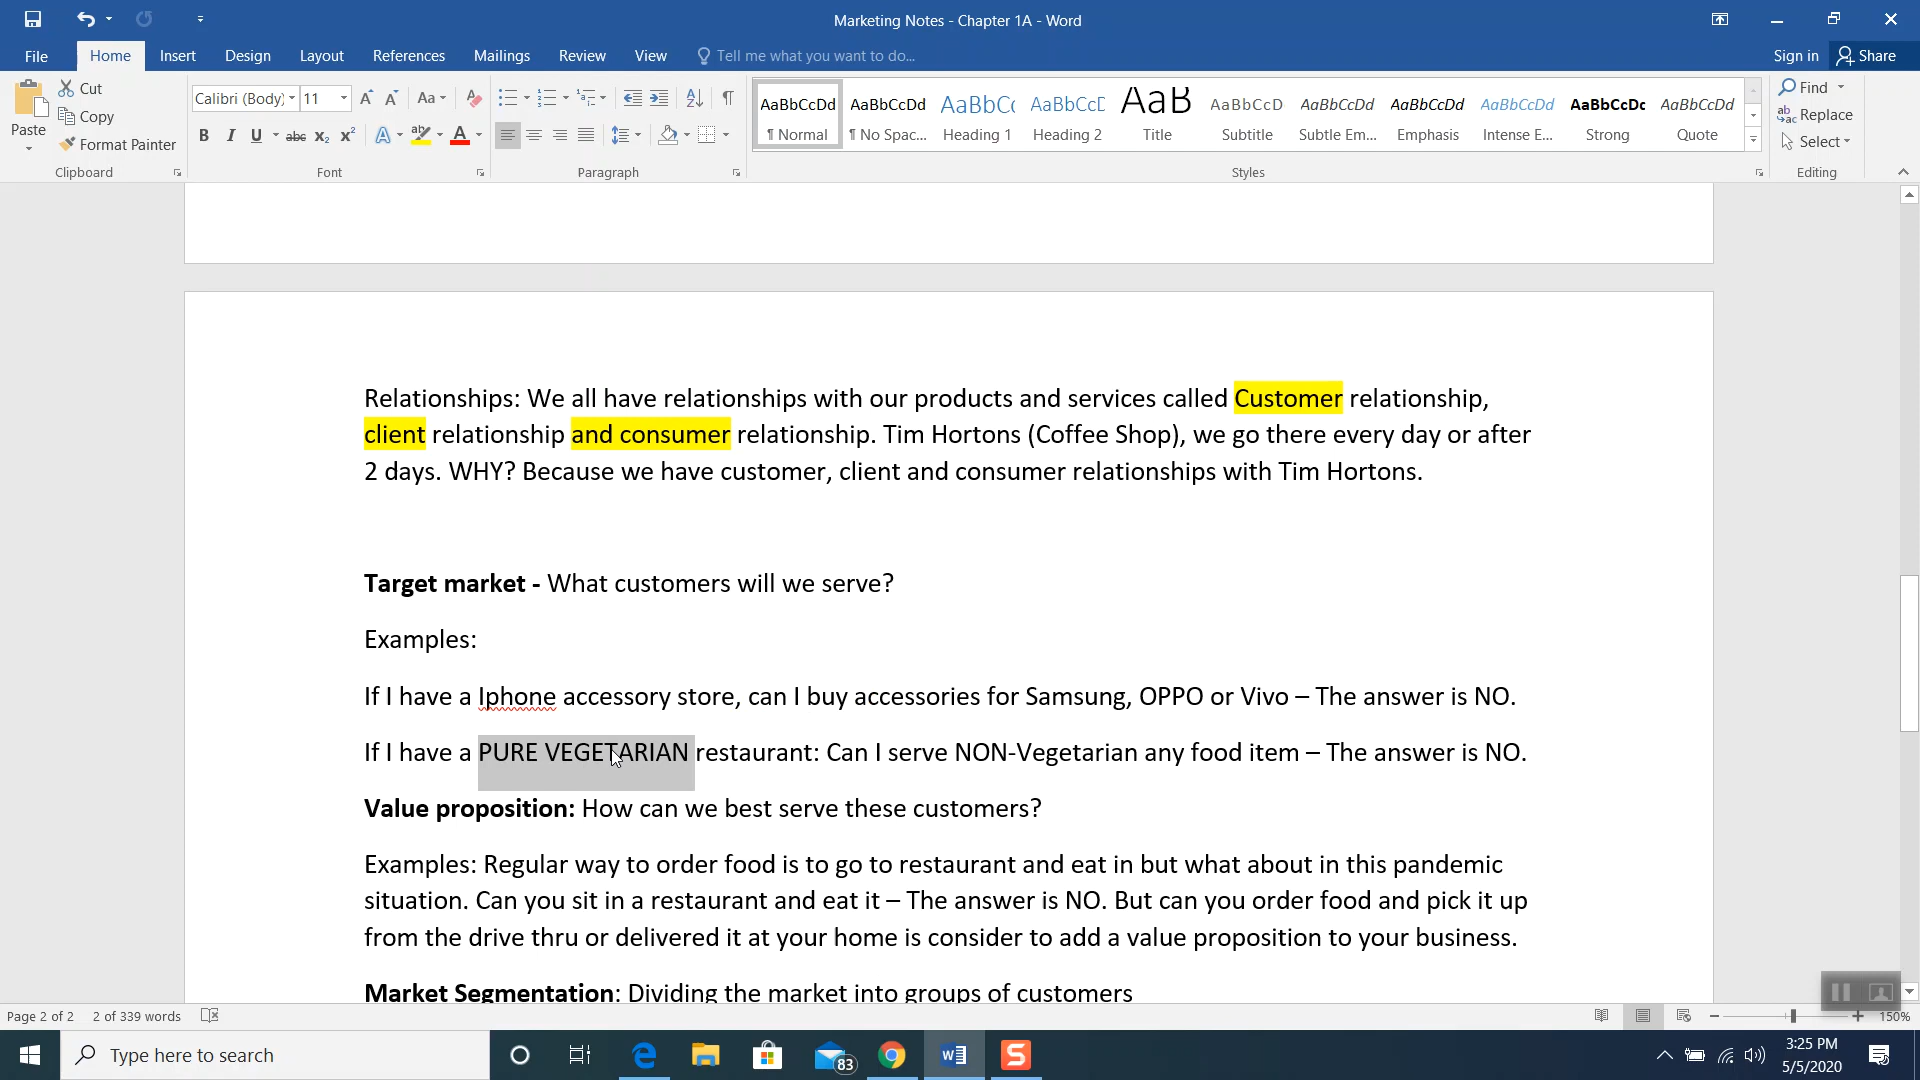 Marketing Notes - Chapter 1A - Word
File Home Insert Design Layout References Mailings Review View Tell me what you want to do... Sign in Share
Paste Cut Copy Format Painter Clipboard
Calibri (Body) 11 Aa
B I U abc x₂ x² A ab A
Font
Paragraph
AaBbCcDd AaBbCcDd AaBbCc AaBbCcD AaB AaBbCcD AaBbCcDd AaBbCcDd AaBbCcDd AaBbCcDc AaBbCcDd
¶ Normal ¶ No Spac... Heading 1 Heading 2 Title Subtitle Subtle Em... Emphasis Intense E... Strong Quote
Styles
Find
Replace
Select
Editing
Relationships: We all have relationships with our products and services called Customer relationship,
client relationship and consumer relationship. Tim Hortons (Coffee Shop), we go there every day or after
2 days. WHY? Because we have customer, client and consumer relationships with Tim Hortons.
Target market - What customers will we serve?
Examples:
If I have a Iphone accessory store, can I buy accessories for Samsung, OPPO or Vivo – The answer is NO.
If I have a PURE VEGETARIAN restaurant: Can I serve NON-Vegetarian any food item – The answer is NO.
Value proposition: How can we best serve these customers?
Examples: Regular way to order food is to go to restaurant and eat in but what about in this pandemic
situation. Can you sit in a restaurant and eat it – The answer is NO. But can you order food and pick it up
from the drive thru or delivered it at your home is consider to add a value proposition to your business.
Market Segmentation: Dividing the market into groups of customers
Page 2 of 2 2 of 339 words 150%
Type here to search 83 3:25 PM
5/5/2020